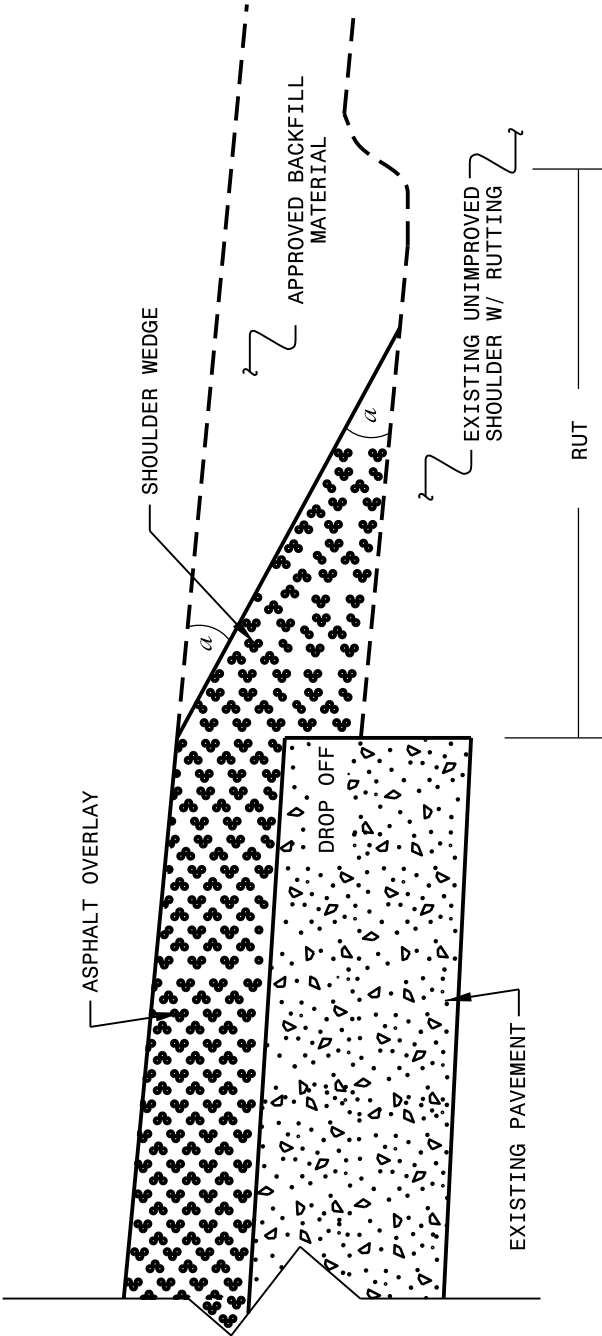 ASPHALT OVERLAY
SHOULDER WEDGE
APPROVED BACKFILL
MATERIAL
a
a
DROP OFF
EXISTING UNIMPROVED
SHOULDER W/ RUTTING
EXISTING PAVEMENT
RUT